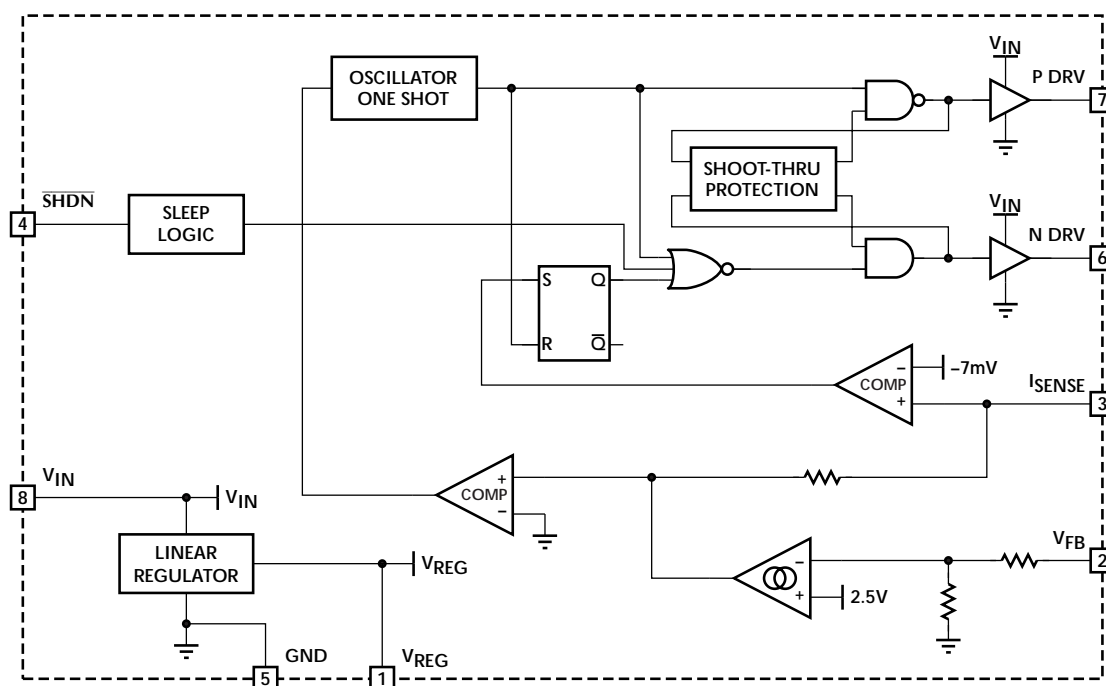 V_IN
P DRV
7
OSCILLATOR
ONE SHOT
SHOOT-THRU
PROTECTION
SHDN
4
SLEEP
LOGIC
V_IN
N DRV
6
S Q
R Q
COMP
−
+
–7mV
I_SENSE
3
V_IN
8
V_IN
COMP
+
−
LINEAR
REGULATOR
V_REG
−
+
2.5V
V_FB
2
GND
5
V_REG
1